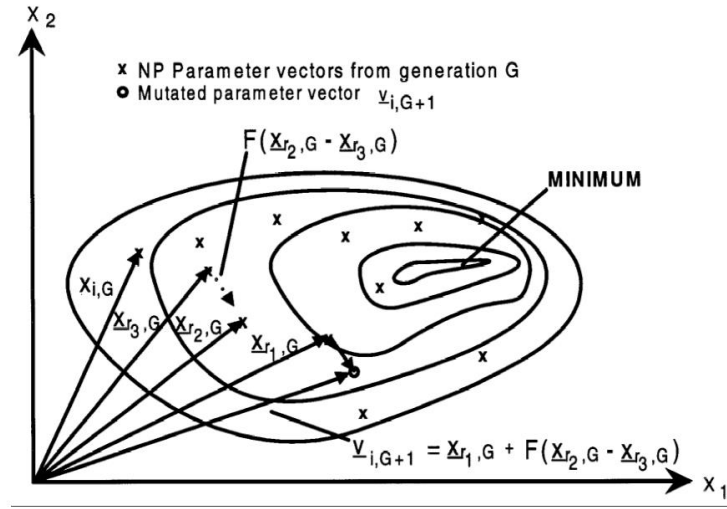 X₂
x NP Parameter vectors from generation G
o Mutated parameter vector v_i,G+1
F(X_r₂,G - X_r₃,G)
MINIMUM
X_i,G
X_r₃,G
X_r₂,G
X_r₁,G
v_i,G+1 = X_r₁,G + F(X_r₂,G - X_r₃,G)
X₁